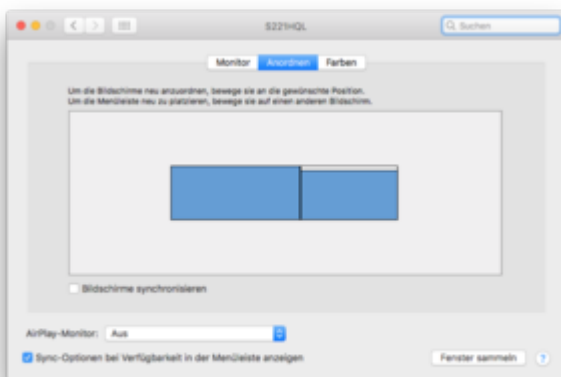 S221HQL
Suchen
Monitor Anordnen Farben
Um die Bildschirme neu anzuordnen, bewege sie an die gewünschte Position.
Um die Menüleiste neu zu platzieren, bewege sie auf einen anderen Bildschirm.
Bildschirme synchronisieren
AirPlay-Monitor: Aus
Sync-Optionen bei Verfügbarkeit in der Menüleiste anzeigen
Fenster sammeln ?